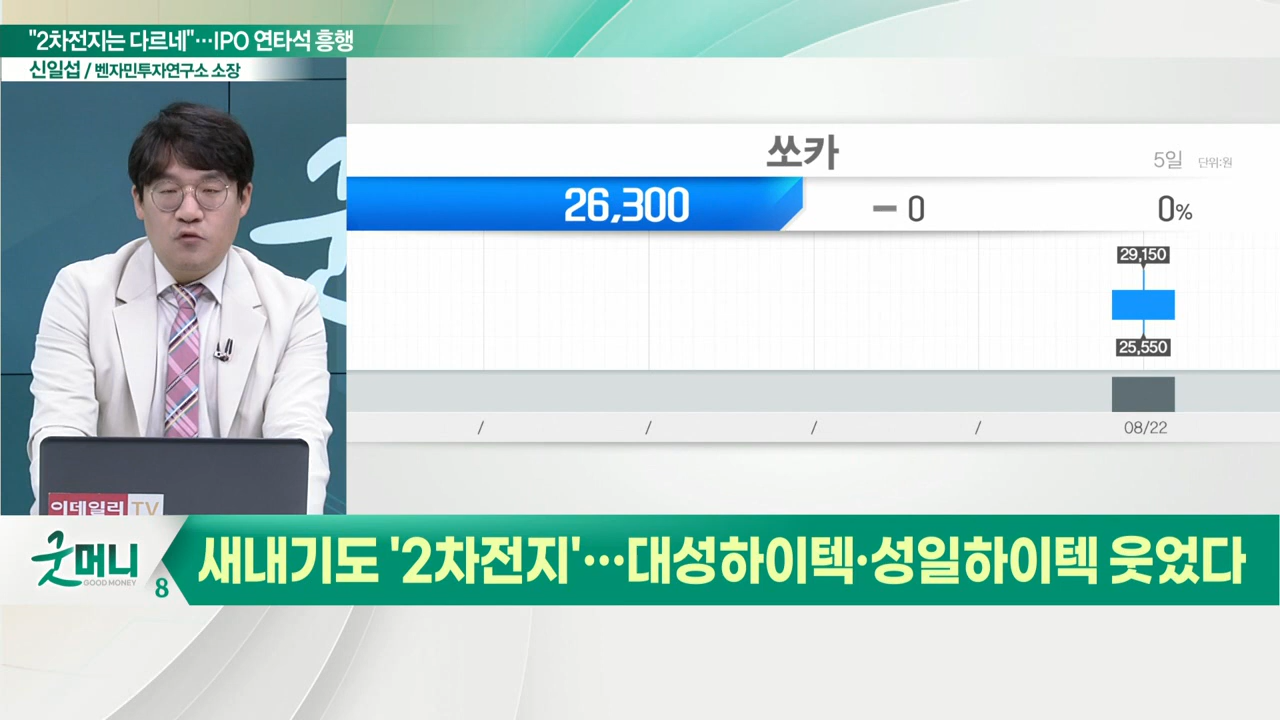 "2차전지는 다르네"…IPO 연타석 흥행
신일섭 / 벤자민투자연구소 소장
쏘카
5일 단위:원
26,300 0 0%
29,150
25,550
/ / / / 08/22
이데일리 TV
굿머니
GOOD MONEY
8
새내기도 '2차전지'…대성하이텍·성일하이텍 웃었다